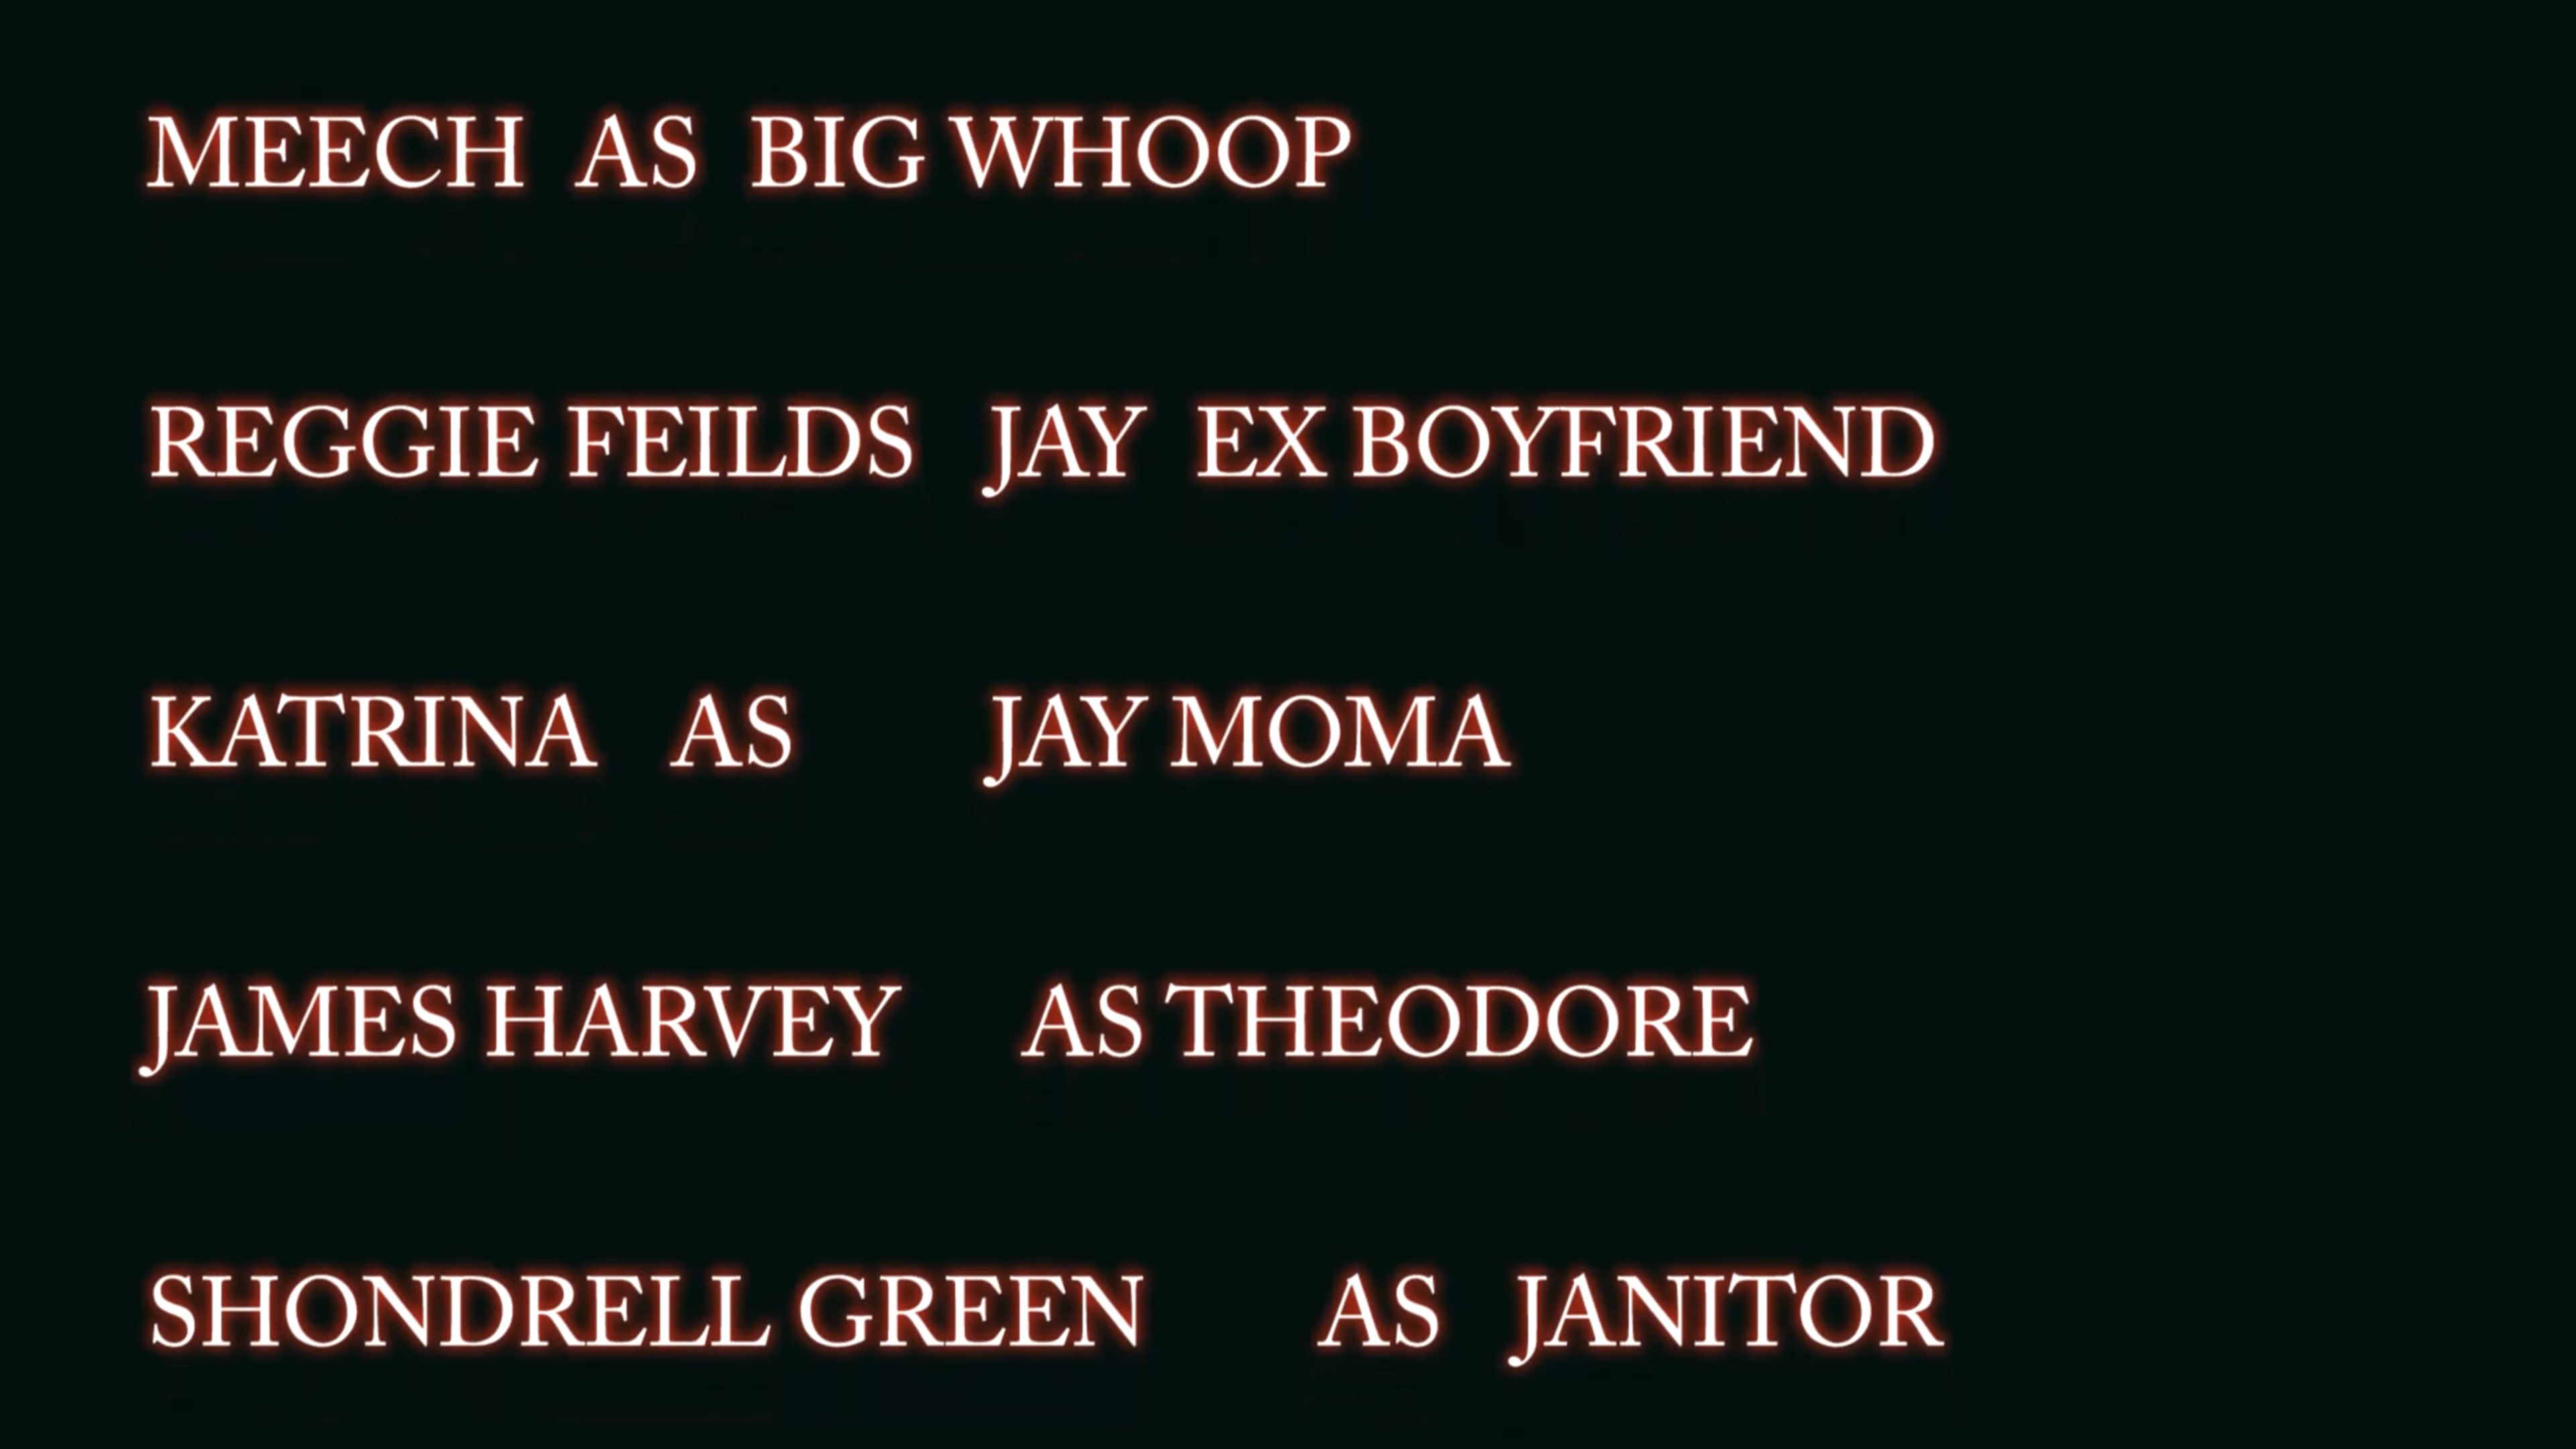 MEECH AS BIG WHOOP
REGGIE FEILDS JAY EX BOYFRIEND
KATRINA AS JAY MOMA
JAMES HARVEY AS THEODORE
SHONDRELL GREEN AS JANITOR